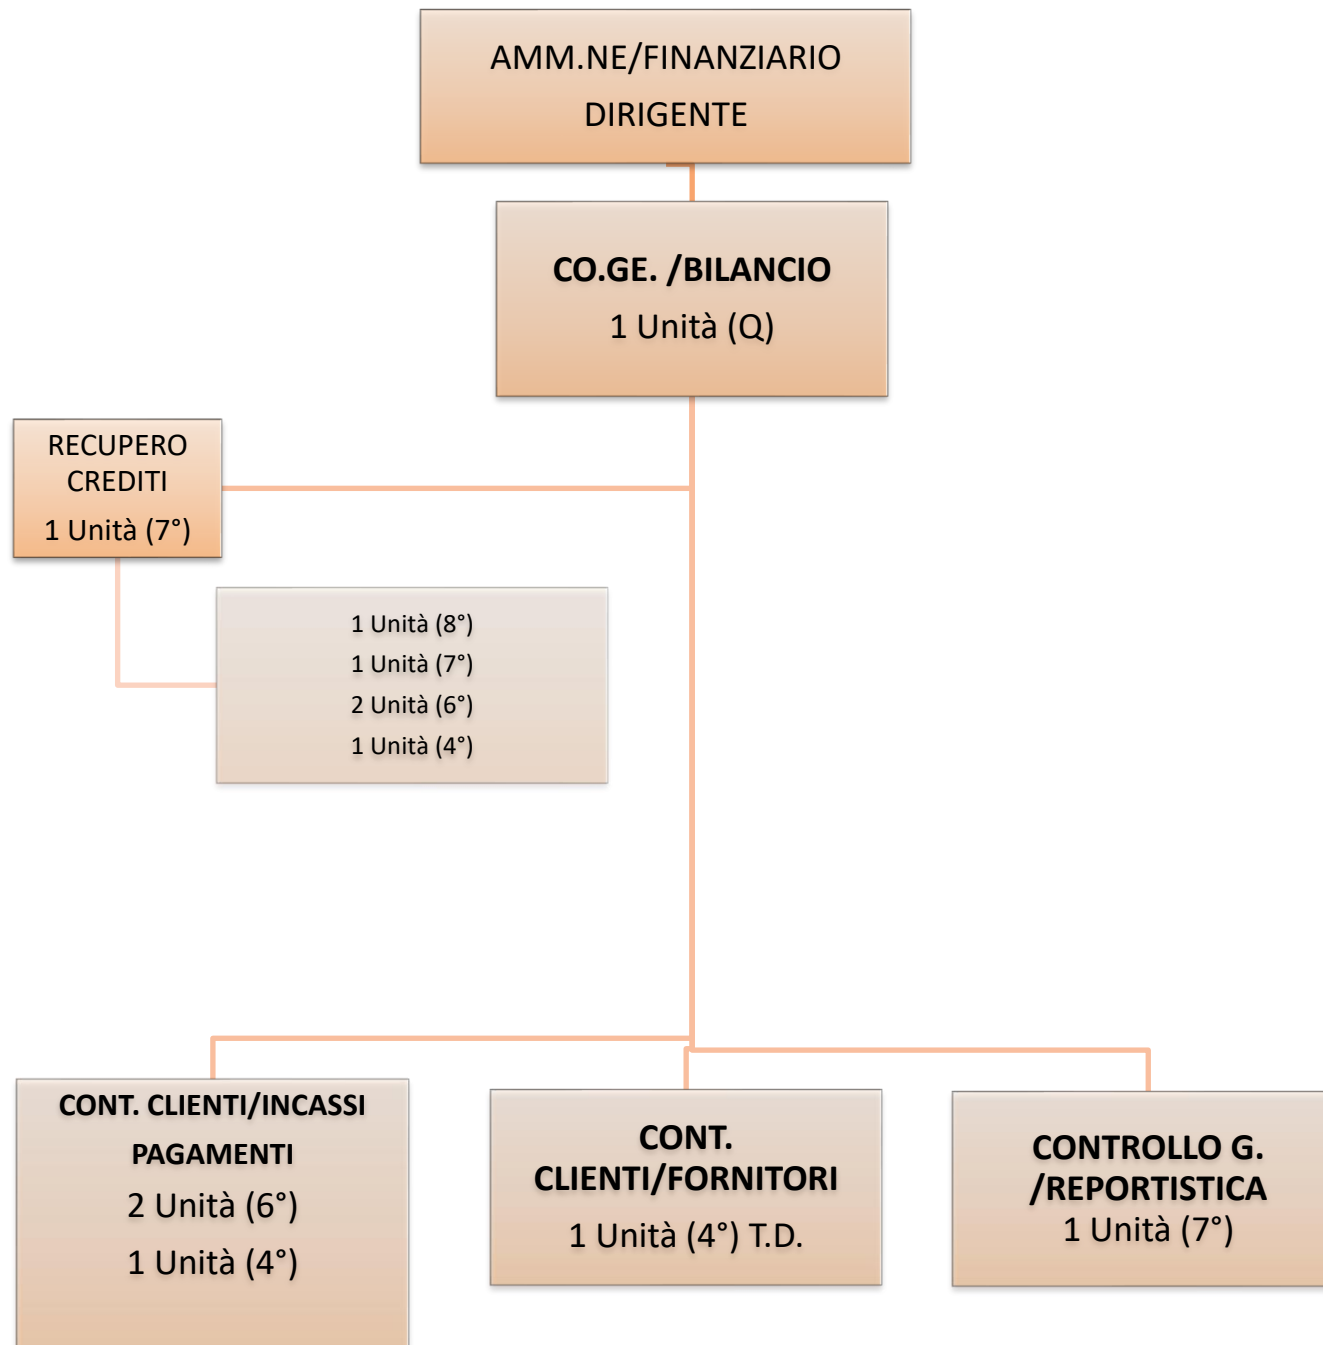 AMM.NE/FINANZIARIO
DIRIGENTE
CO.GE. /BILANCIO
1 Unità (Q)
RECUPERO
CREDITI
1 Unità (7°)
1 Unità (8°)
1 Unità (7°)
2 Unità (6°)
1 Unità (4°)
CONT. CLIENTI/INCASSI
PAGAMENTI
2 Unità (6°)
1 Unità (4°)
CONT.
CLIENTI/FORNITORI
1 Unità (4°) T.D.
CONTROLLO G.
/REPORTISTICA
1 Unità (7°)